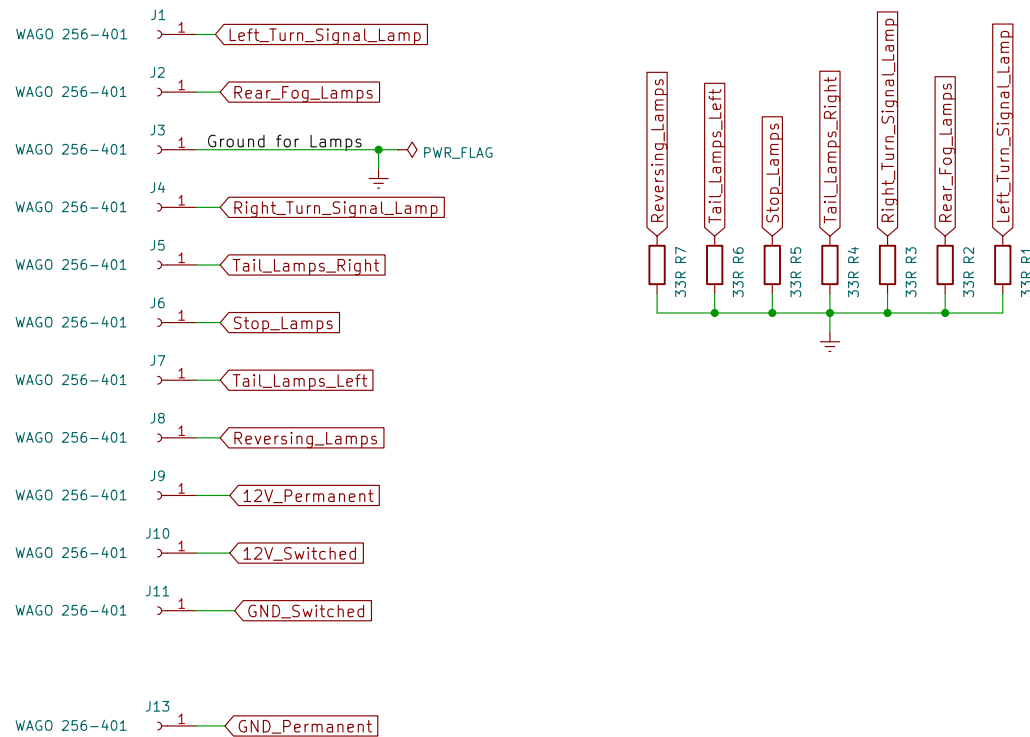 J1
WAGO 256-401 1 Left_Turn_Signal_Lamp
J2
WAGO 256-401 1 Rear_Fog_Lamps
J3
WAGO 256-401 1 Ground for Lamps PWR_FLAG
J4
WAGO 256-401 1 Right_Turn_Signal_Lamp
J5
WAGO 256-401 1 Tail_Lamps_Right
J6
WAGO 256-401 1 Stop_Lamps
J7
WAGO 256-401 1 Tail_Lamps_Left
J8
WAGO 256-401 1 Reversing_Lamps
J9
WAGO 256-401 1 12V_Permanent
J10
WAGO 256-401 1 12V_Switched
J11
WAGO 256-401 1 GND_Switched
J13
WAGO 256-401 1 GND_Permanent
Reversing_Lamps
33R R7
Tail_Lamps_Left
33R R6
Stop_Lamps
33R R5
Tail_Lamps_Right
33R R4
Right_Turn_Signal_Lamp
33R R3
Rear_Fog_Lamps
33R R2
Left_Turn_Signal_Lamp
33R R1